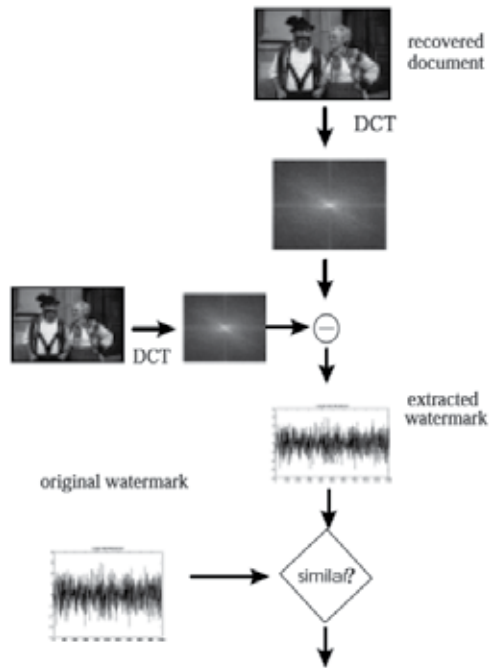 recovered
document
DCT
DCT
extracted
watermark
original watermark
similar?